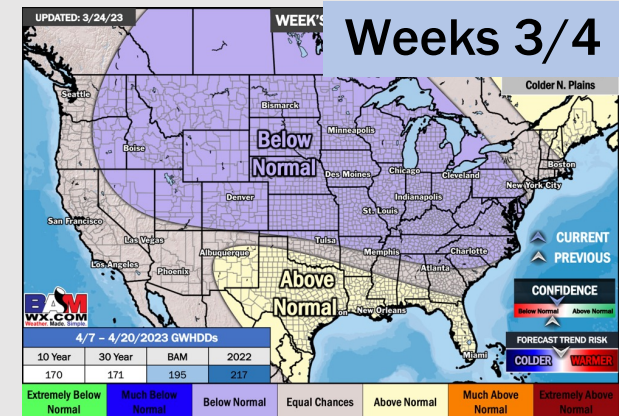 UPDATED: 3/24/23
WEEK'S
Weeks 3/4
Colder N. Plains
Seattle
Bismarck
Below
Normal
Minneapolis
Boise
Boston
Des Moines
Chicago
Cleveland
New York City
Denver
Indianapolis
St. Louis
San Francisco
Las Vegas
Albuquerque
Tulsa
Memphis
Charlotte
Los Angeles
Phoenix
Atlanta
Above
Normal
New Orleans
Miami
CURRENT
PREVIOUS
CONFIDENCE
Below Normal Above Normal
FORECAST TREND RISK
COLDER WARMER
BAM
WX.COM
Weather. Made. Simple.
4/7 – 4/20/2023 GWHDDs
10 Year 30 Year BAM 2022
170 171 195 217
Extremely Below Normal
Much Below Normal
Below Normal
Equal Chances
Above Normal
Much Above Normal
Extremely Above Normal